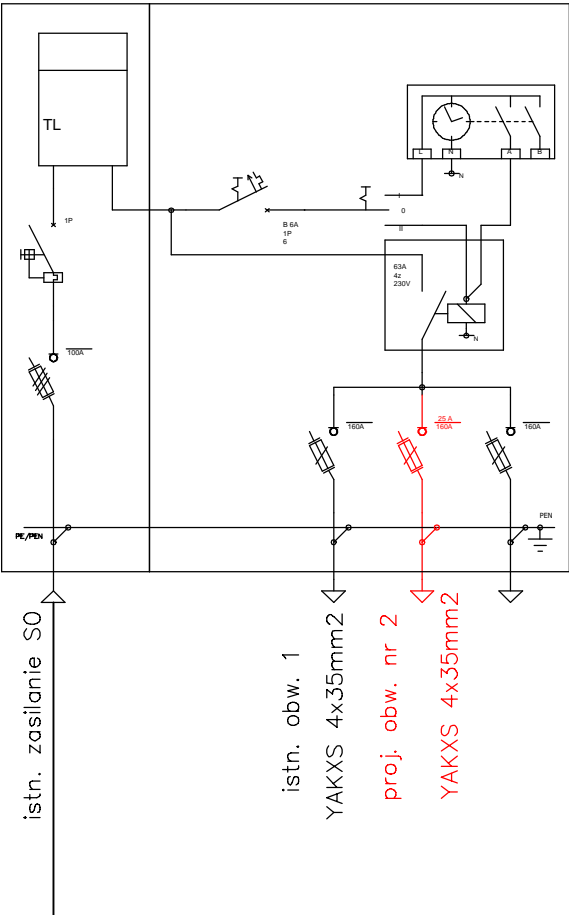 TL
L
N
A
B
N
1P
I
0
II
B 6A
1P
6
63A
4z
230V
N
100A
160A
25 A
160A
160A
PEN
PE/PEN
istn. zasilanie SO
istn. obw. 1
YAKXS 4x35mm2
proj. obw. nr 2
YAKXS 4x35mm2